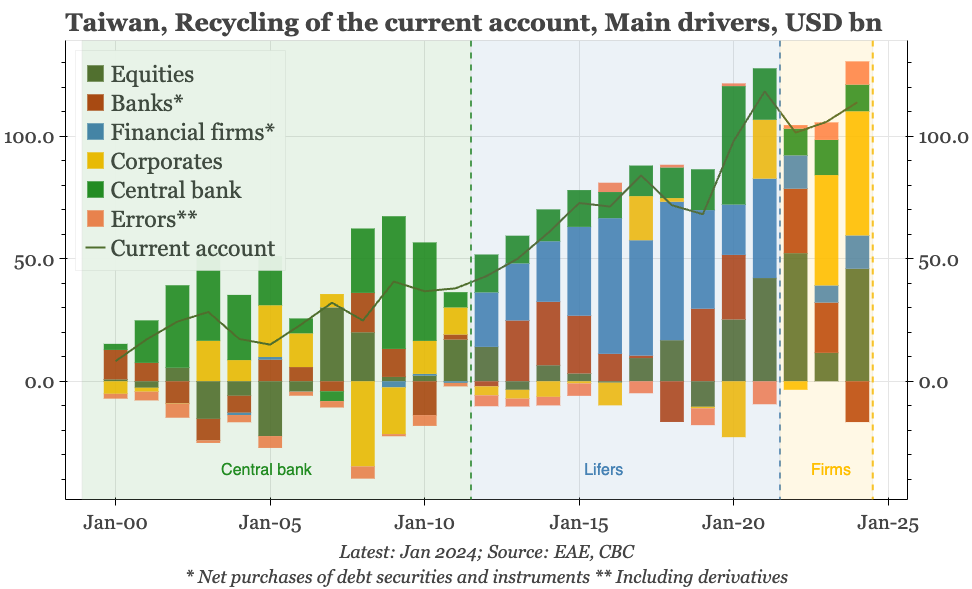 Taiwan, Recycling of the current account, Main drivers, USD bn
Equities
Banks*
Financial firms*
Corporates
Central bank
Errors**
Current account
100.0
50.0
0.0
100.0
50.0
0.0
Central bank
Lifers
Firms
Jan-00
Jan-05
Jan-10
Jan-15
Jan-20
Jan-25
Latest: Jan 2024; Source: EAE, CBC
* Net purchases of debt securities and instruments ** Including derivatives